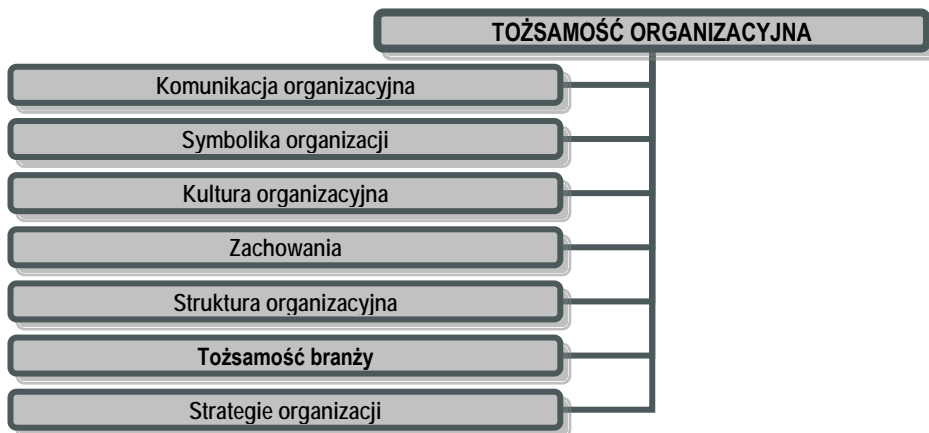 TOŻSAMOŚĆ ORGANIZACYJNA
Komunikacja organizacyjna
Symbolika organizacji
Kultura organizacyjna
Zachowania
Struktura organizacyjna
Tożsamość branży
Strategie organizacji